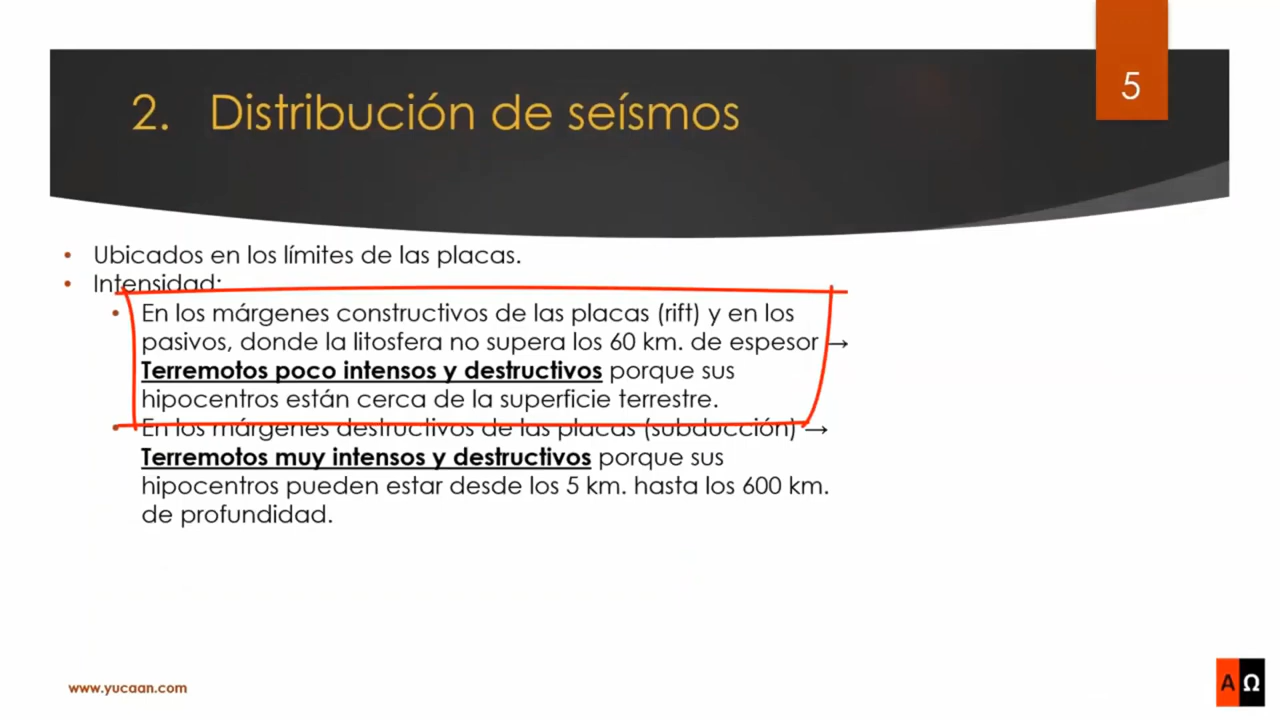 5
2. Distribución de seísmos
• Ubicados en los límites de las placas.
• Intensidad:
• En los márgenes constructivos de las placas (rift) y en los
pasivos, donde la litosfera no supera los 60 km. de espesor →
Terremotos poco intensos y destructivos porque sus
hipocentros están cerca de la superficie terrestre.
• En los márgenes destructivos de las placas (subducción) →
Terremotos muy intensos y destructivos porque sus
hipocentros pueden estar desde los 5 km. hasta los 600 km.
de profundidad.
www.yucaan.com
AΩ